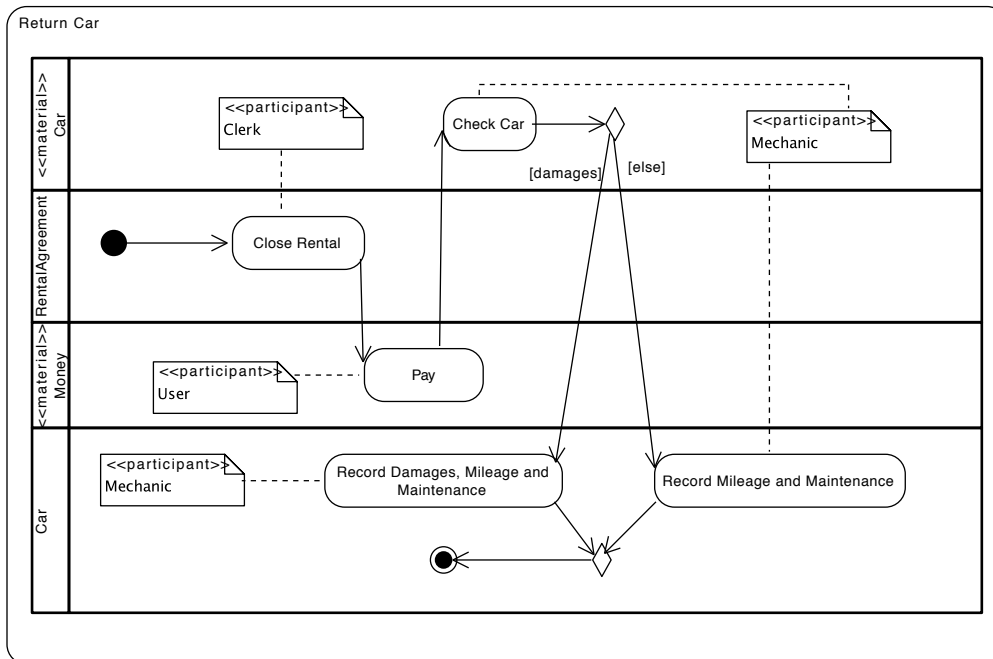 Return Car
<<material>>
Car
<<participant>>
Clerk
Check Car
<<participant>>
Mechanic
[damages]
[else]
RentalAgreement
Close Rental
<<material>>
Money
<<participant>>
User
Pay
Car
<<participant>>
Mechanic
Record Damages, Mileage and
Maintenance
Record Mileage and Maintenance